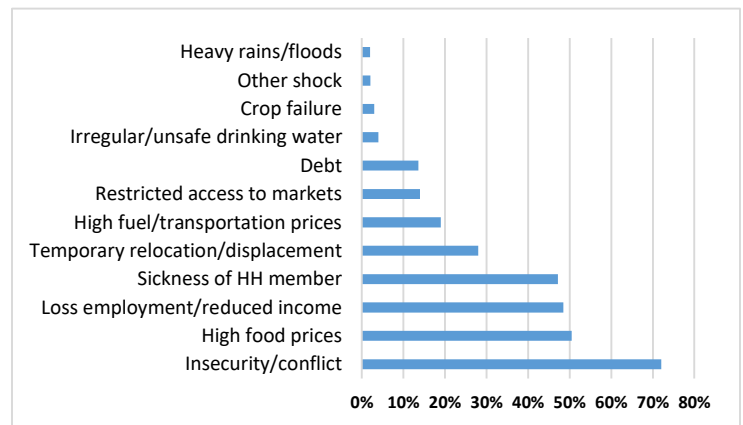 Heavy rains/floods
Other shock
Crop failure
Irregular/unsafe drinking water
Debt
Restricted access to markets
High fuel/transportation prices
Temporary relocation/displacement
Sickness of HH member
Loss employment/reduced income
High food prices
Insecurity/conflict
0% 10% 20% 30% 40% 50% 60% 70% 80%